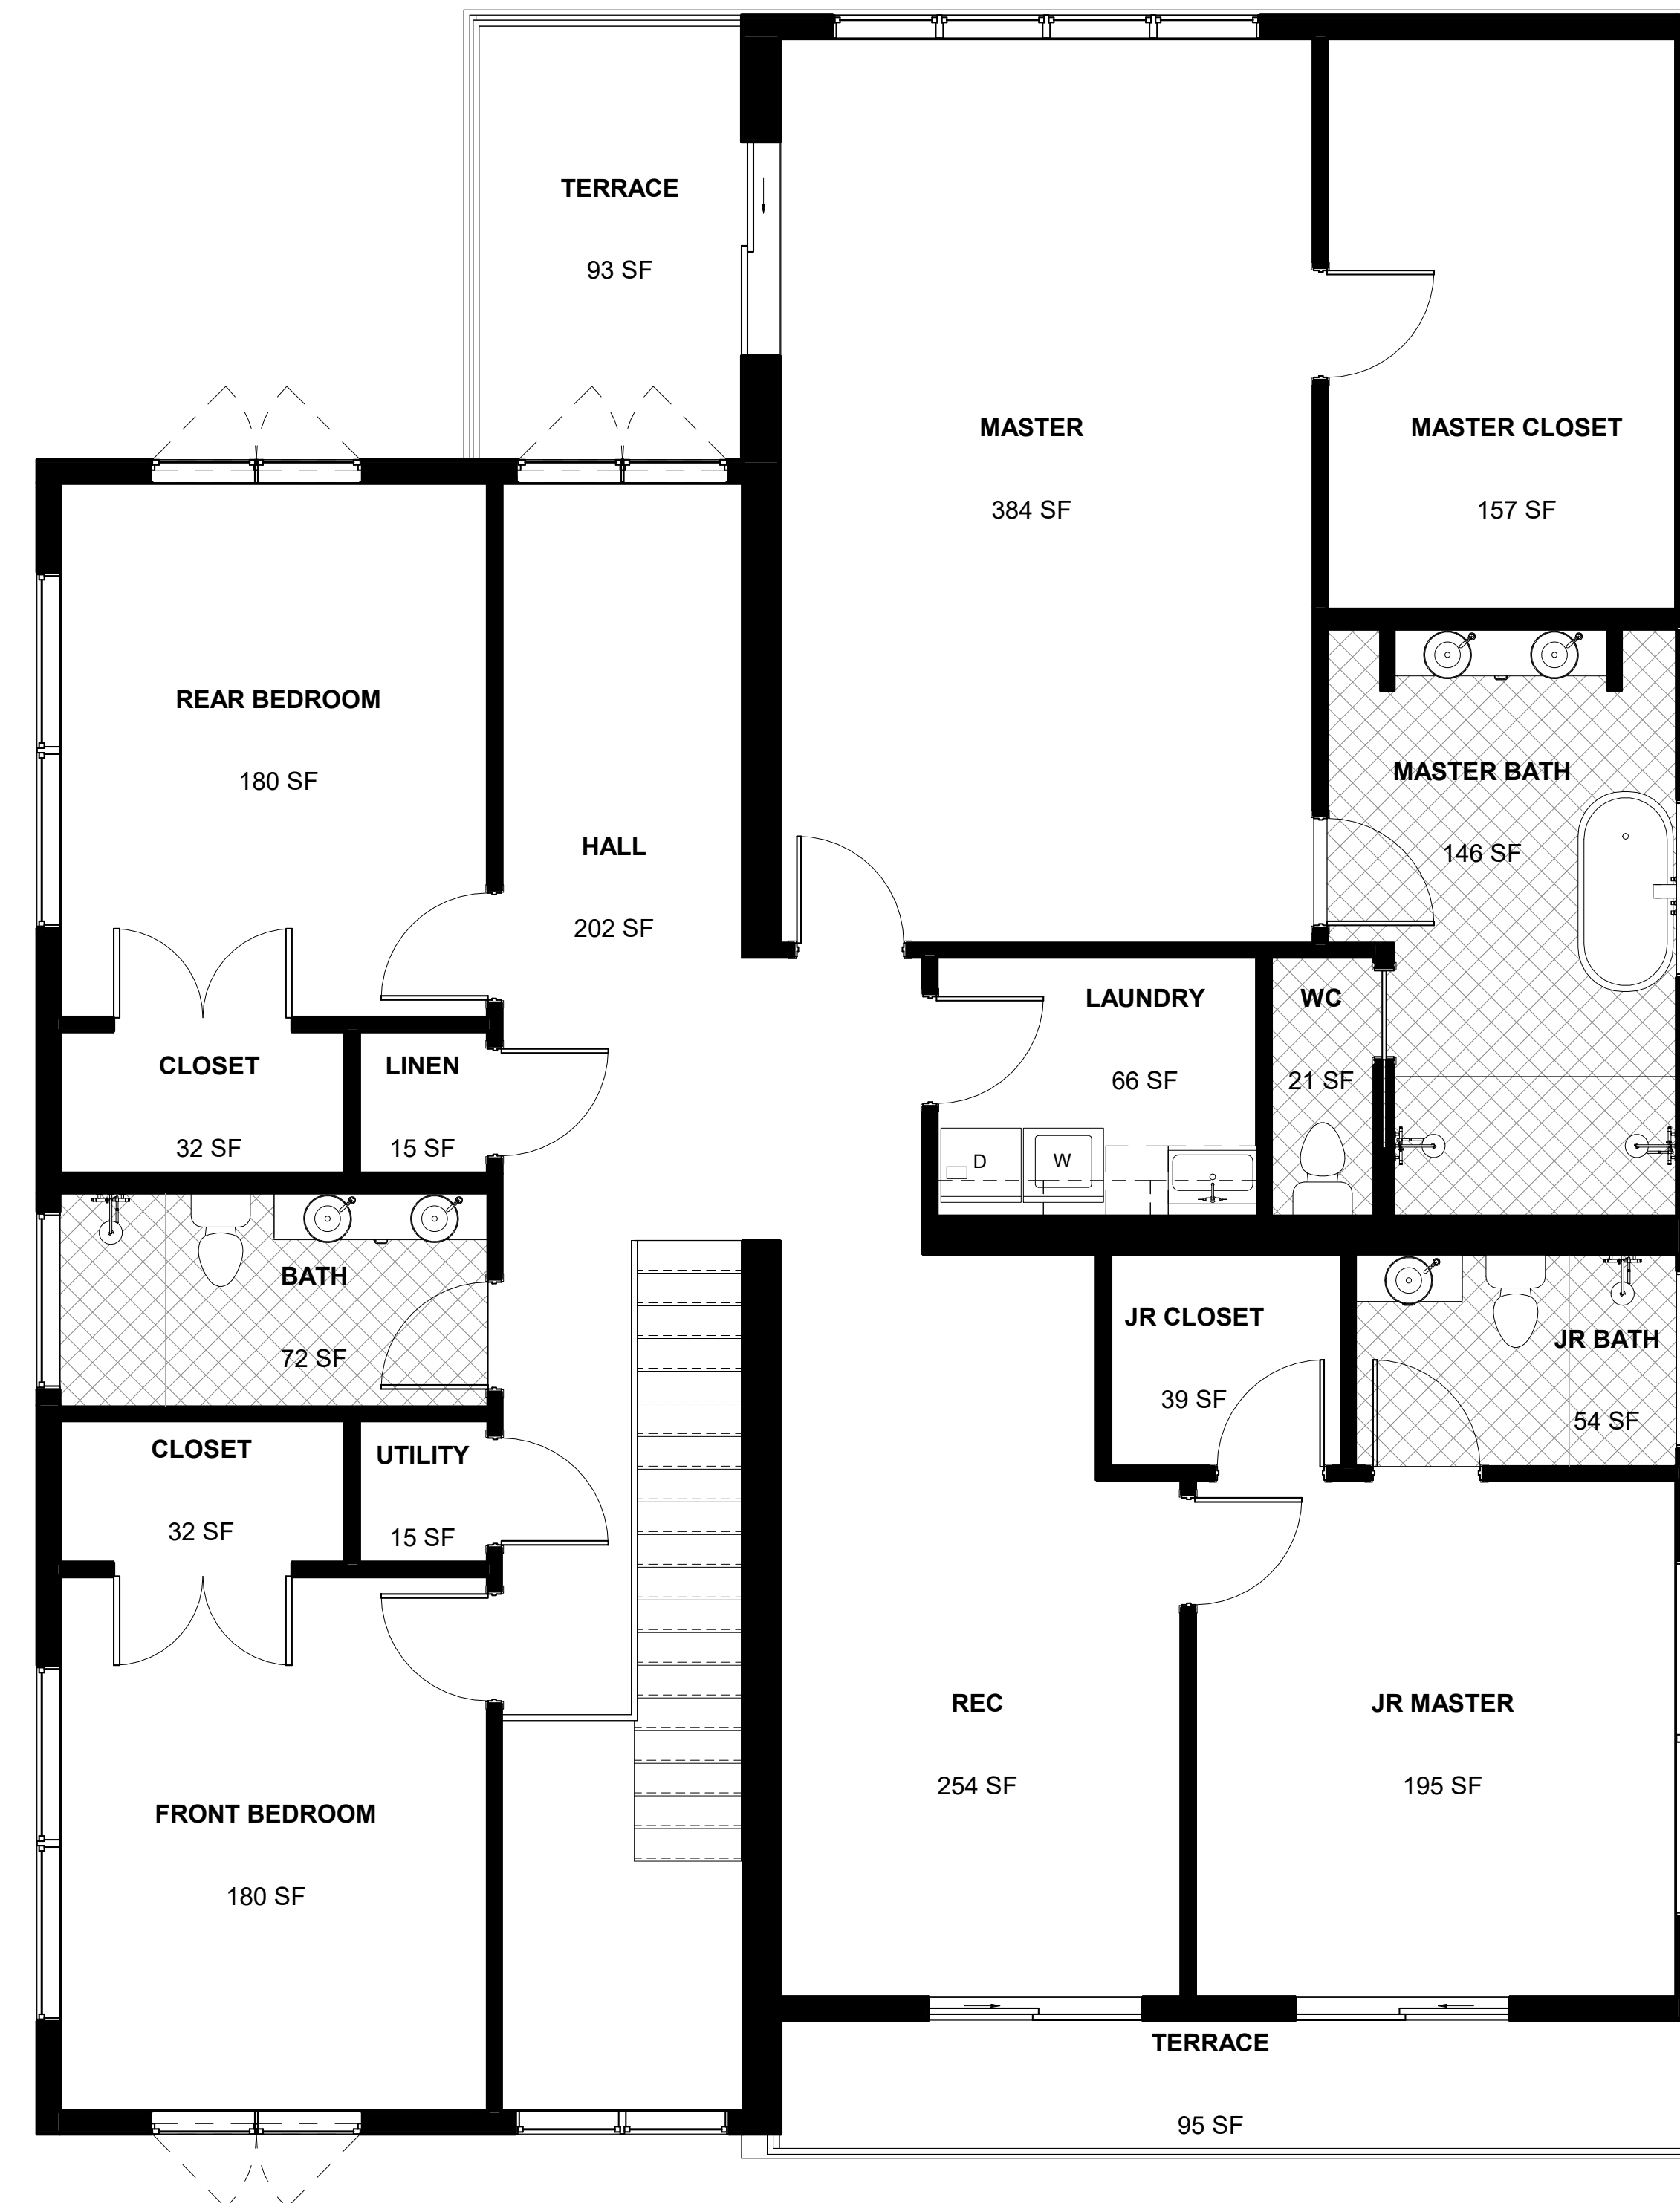 TERRACE
93 SF
MASTER
384 SF
MASTER CLOSET
157 SF
REAR BEDROOM
180 SF
HALL
202 SF
MASTER BATH
146 SF
CLOSET
32 SF
LINEN
15 SF
LAUNDRY
66 SF
D
W
WC
21 SF
BATH
72 SF
JR CLOSET
39 SF
JR BATH
54 SF
CLOSET
32 SF
UTILITY
15 SF
REC
254 SF
JR MASTER
195 SF
FRONT BEDROOM
180 SF
TERRACE
95 SF